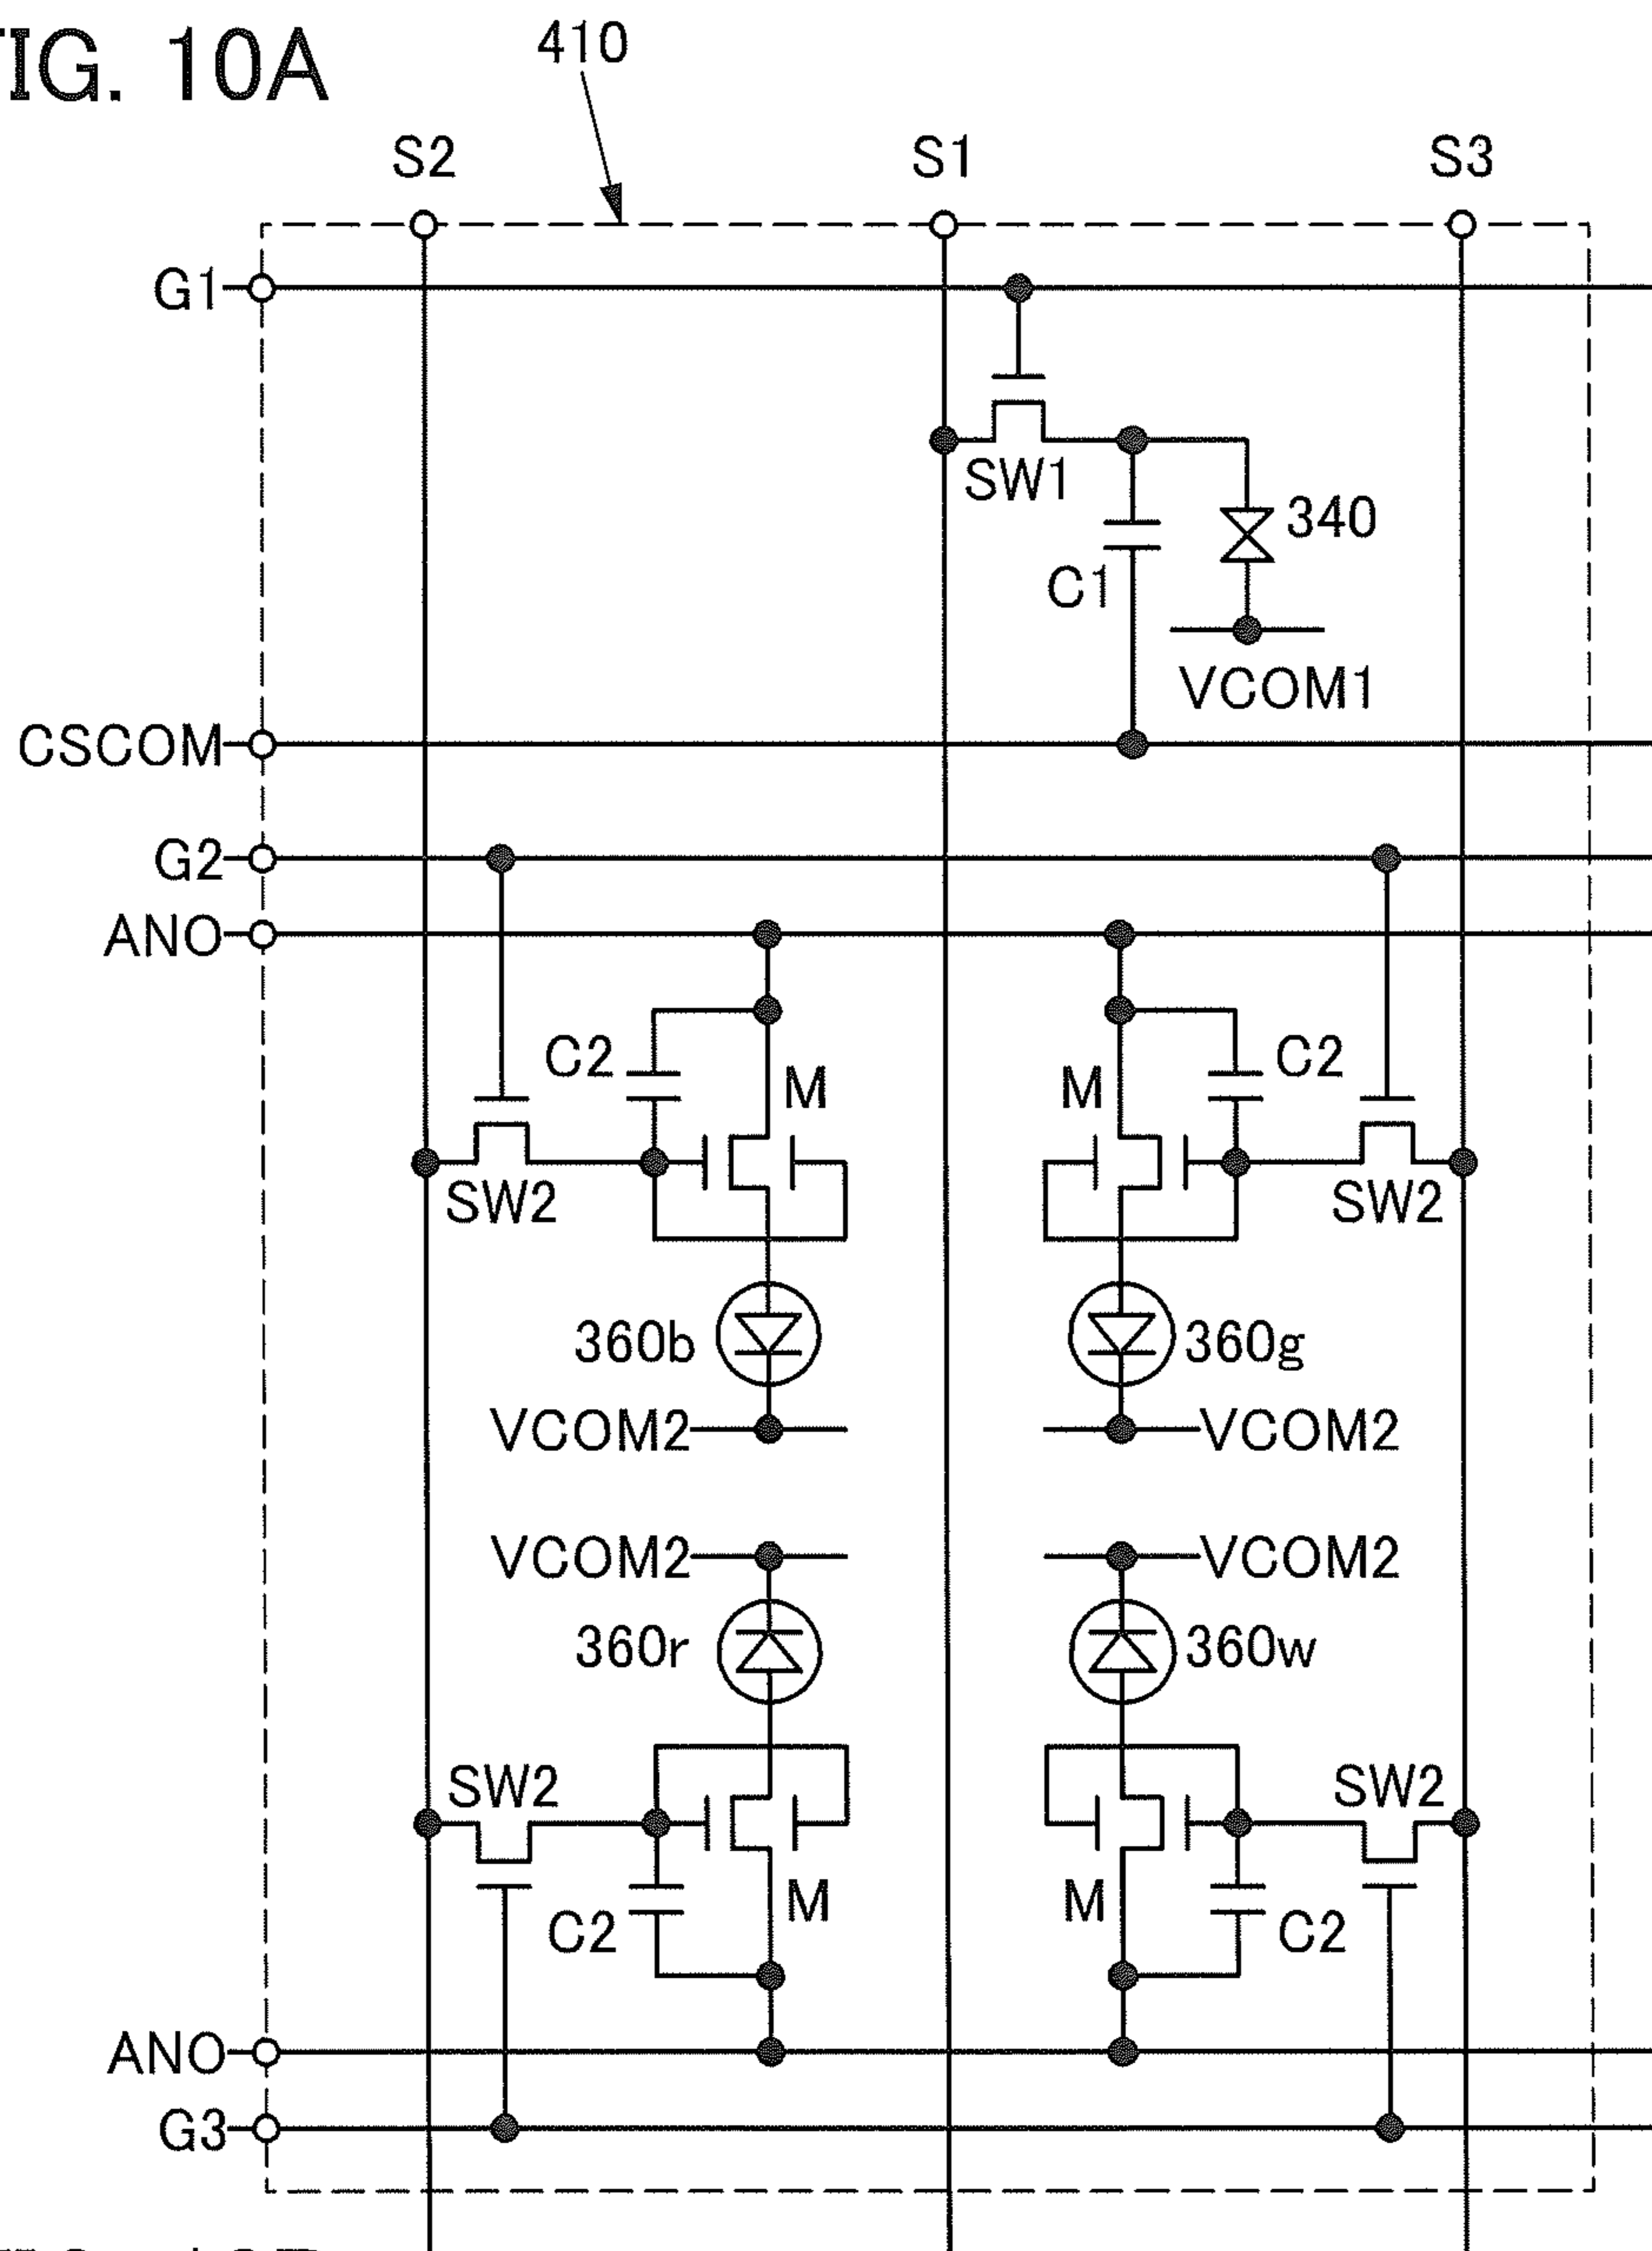 FIG. 10A
410
S2 S1 S3
G1
SW1
340
C1
VCOM1
CSCOM
G2
ANO
C2 M M C2
SW2 SW2
360b 360g
VCOM2 VCOM2
VCOM2 VCOM2
360r 360w
SW2 SW2
C2 M M C2
ANO
G3